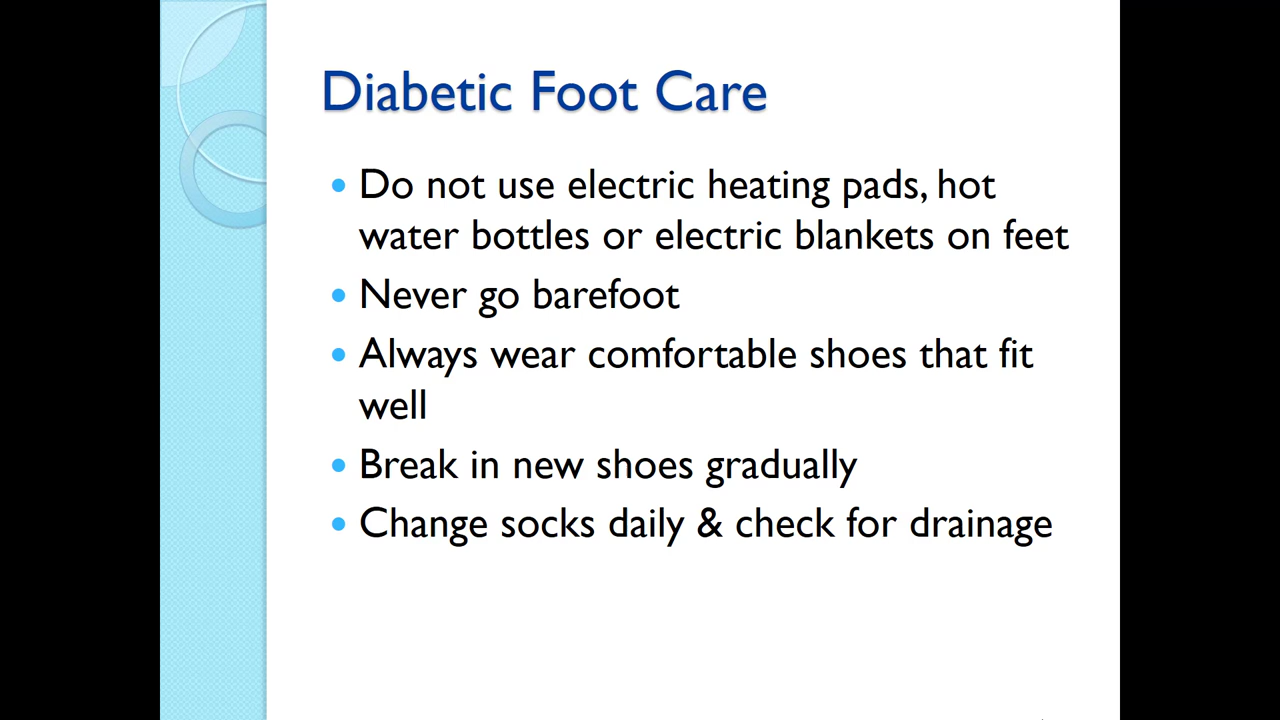 Diabetic Foot Care
• Do not use electric heating pads, hot
water bottles or electric blankets on feet
• Never go barefoot
• Always wear comfortable shoes that fit
well
• Break in new shoes gradually
• Change socks daily & check for drainage